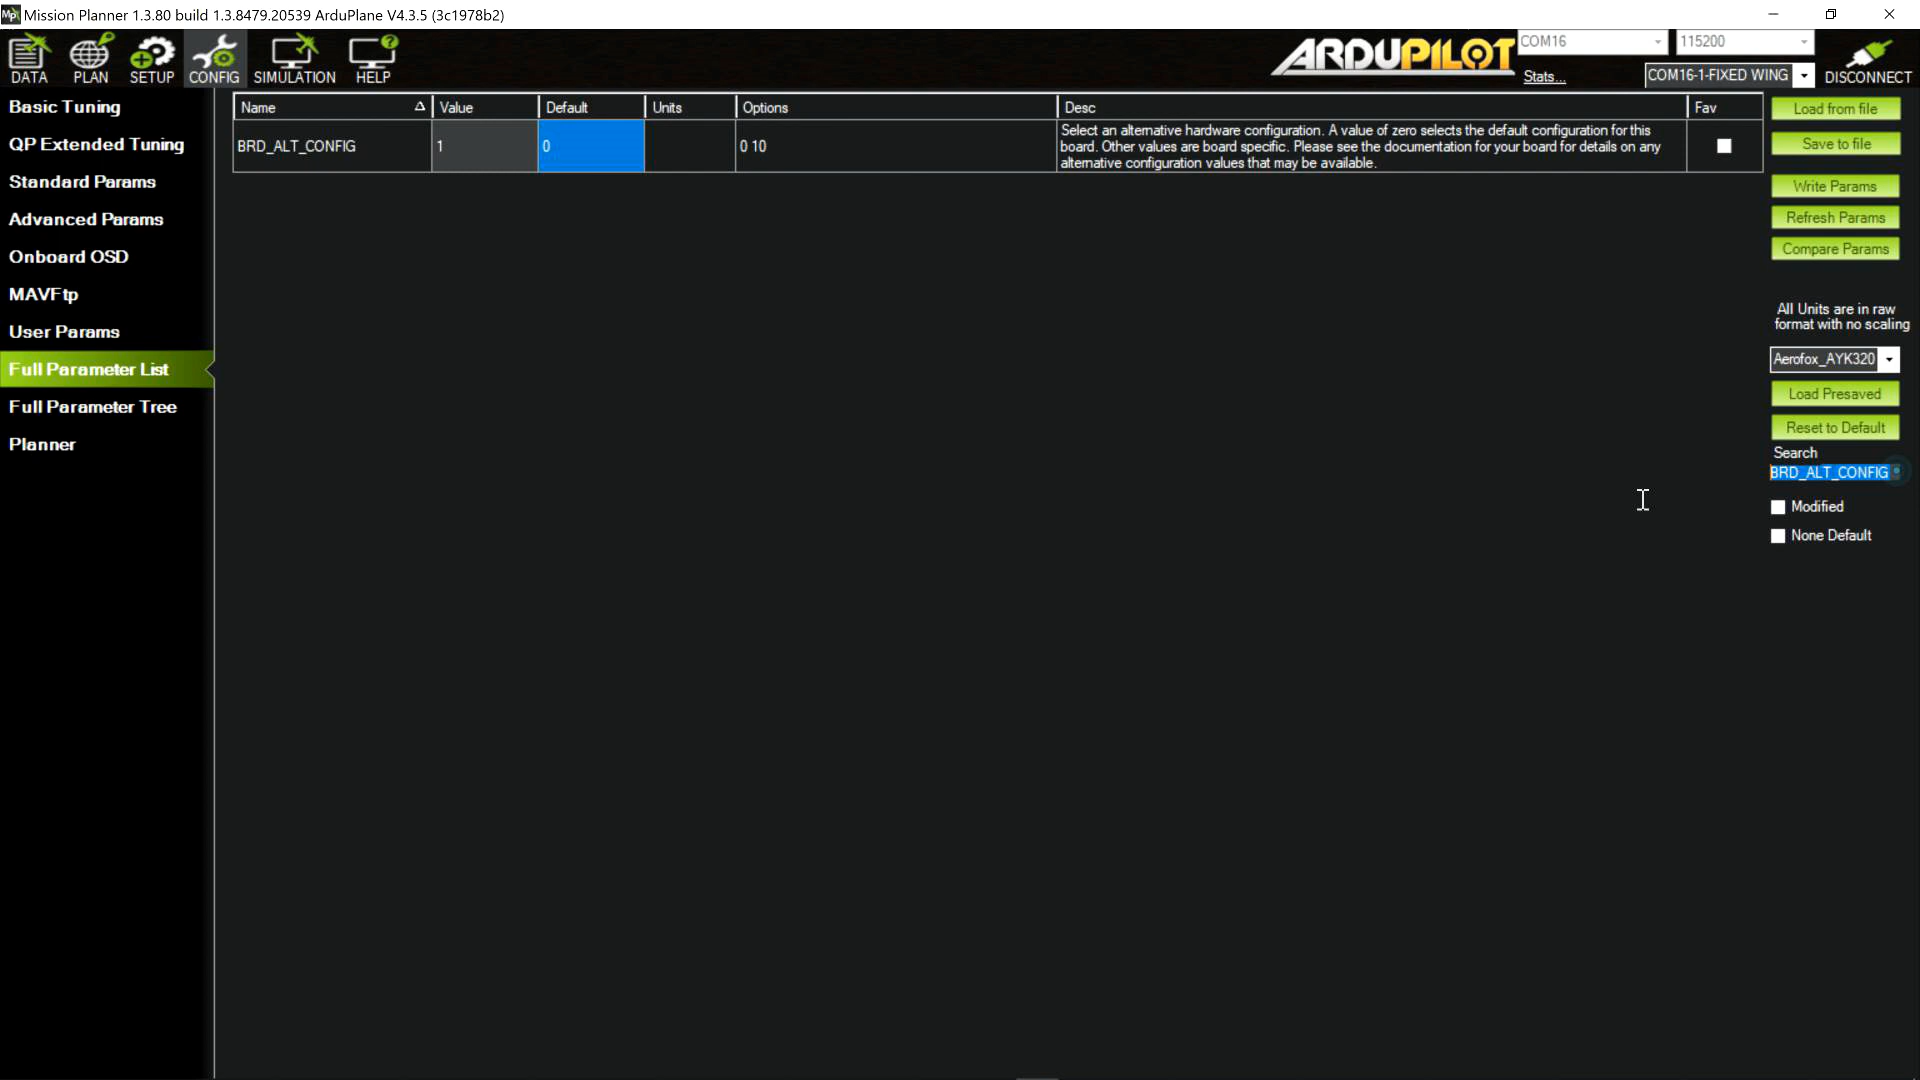 Mission Planner 1.3.80 build 1.3.8479.20539 ArduPlane V4.3.5 (3c1978b2)
DATA
PLAN
SETUP
CONFIG
SIMULATION
HELP
ARDUPILOT
COM16
115200
Stats...
COM16-1-FIXED WING
DISCONNECT
Basic Tuning
QP Extended Tuning
Standard Params
Advanced Params
Onboard OSD
MAVFtp
User Params
Full Parameter List
Full Parameter Tree
Planner
Name Value Default Units Options Desc Fav
BRD_ALT_CONFIG 1 0 0 10
Select an alternative hardware configuration. A value of zero selects the default configuration for this
board. Other values are board specific. Please see the documentation for your board for details on any
alternative configuration values that may be available.
Load from file
Save to file
Write Params
Refresh Params
Compare Params
All Units are in raw
format with no scaling
Aerofox_AYK320
Load Presaved
Reset to Default
Search
BRD_ALT_CONFIG
Modified
None Default